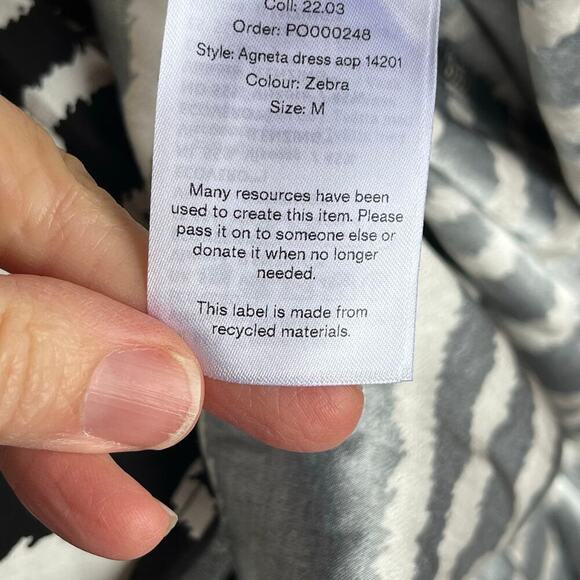 Coll: 22.03
Order: PO000248
Style: Agneta dress aop 14201
Colour: Zebra
Size: M
Many resources have been
used to create this item. Please
pass it on to someone else or
donate it when no longer
needed.
This label is made from
recycled materials.